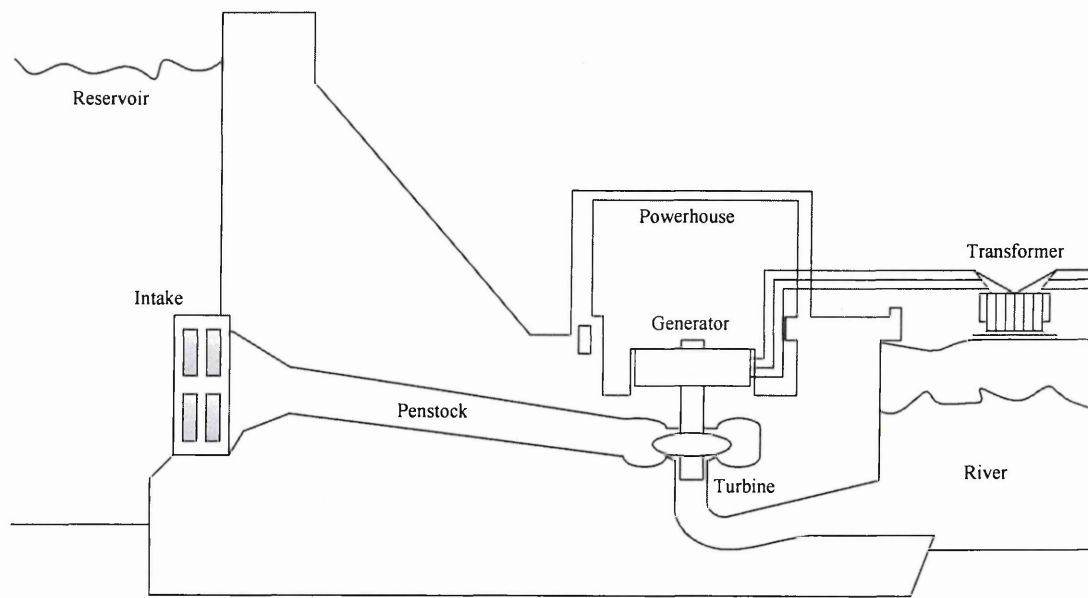 Reservoir
Powerhouse
Transformer
Intake
Generator
Penstock
Turbine
River